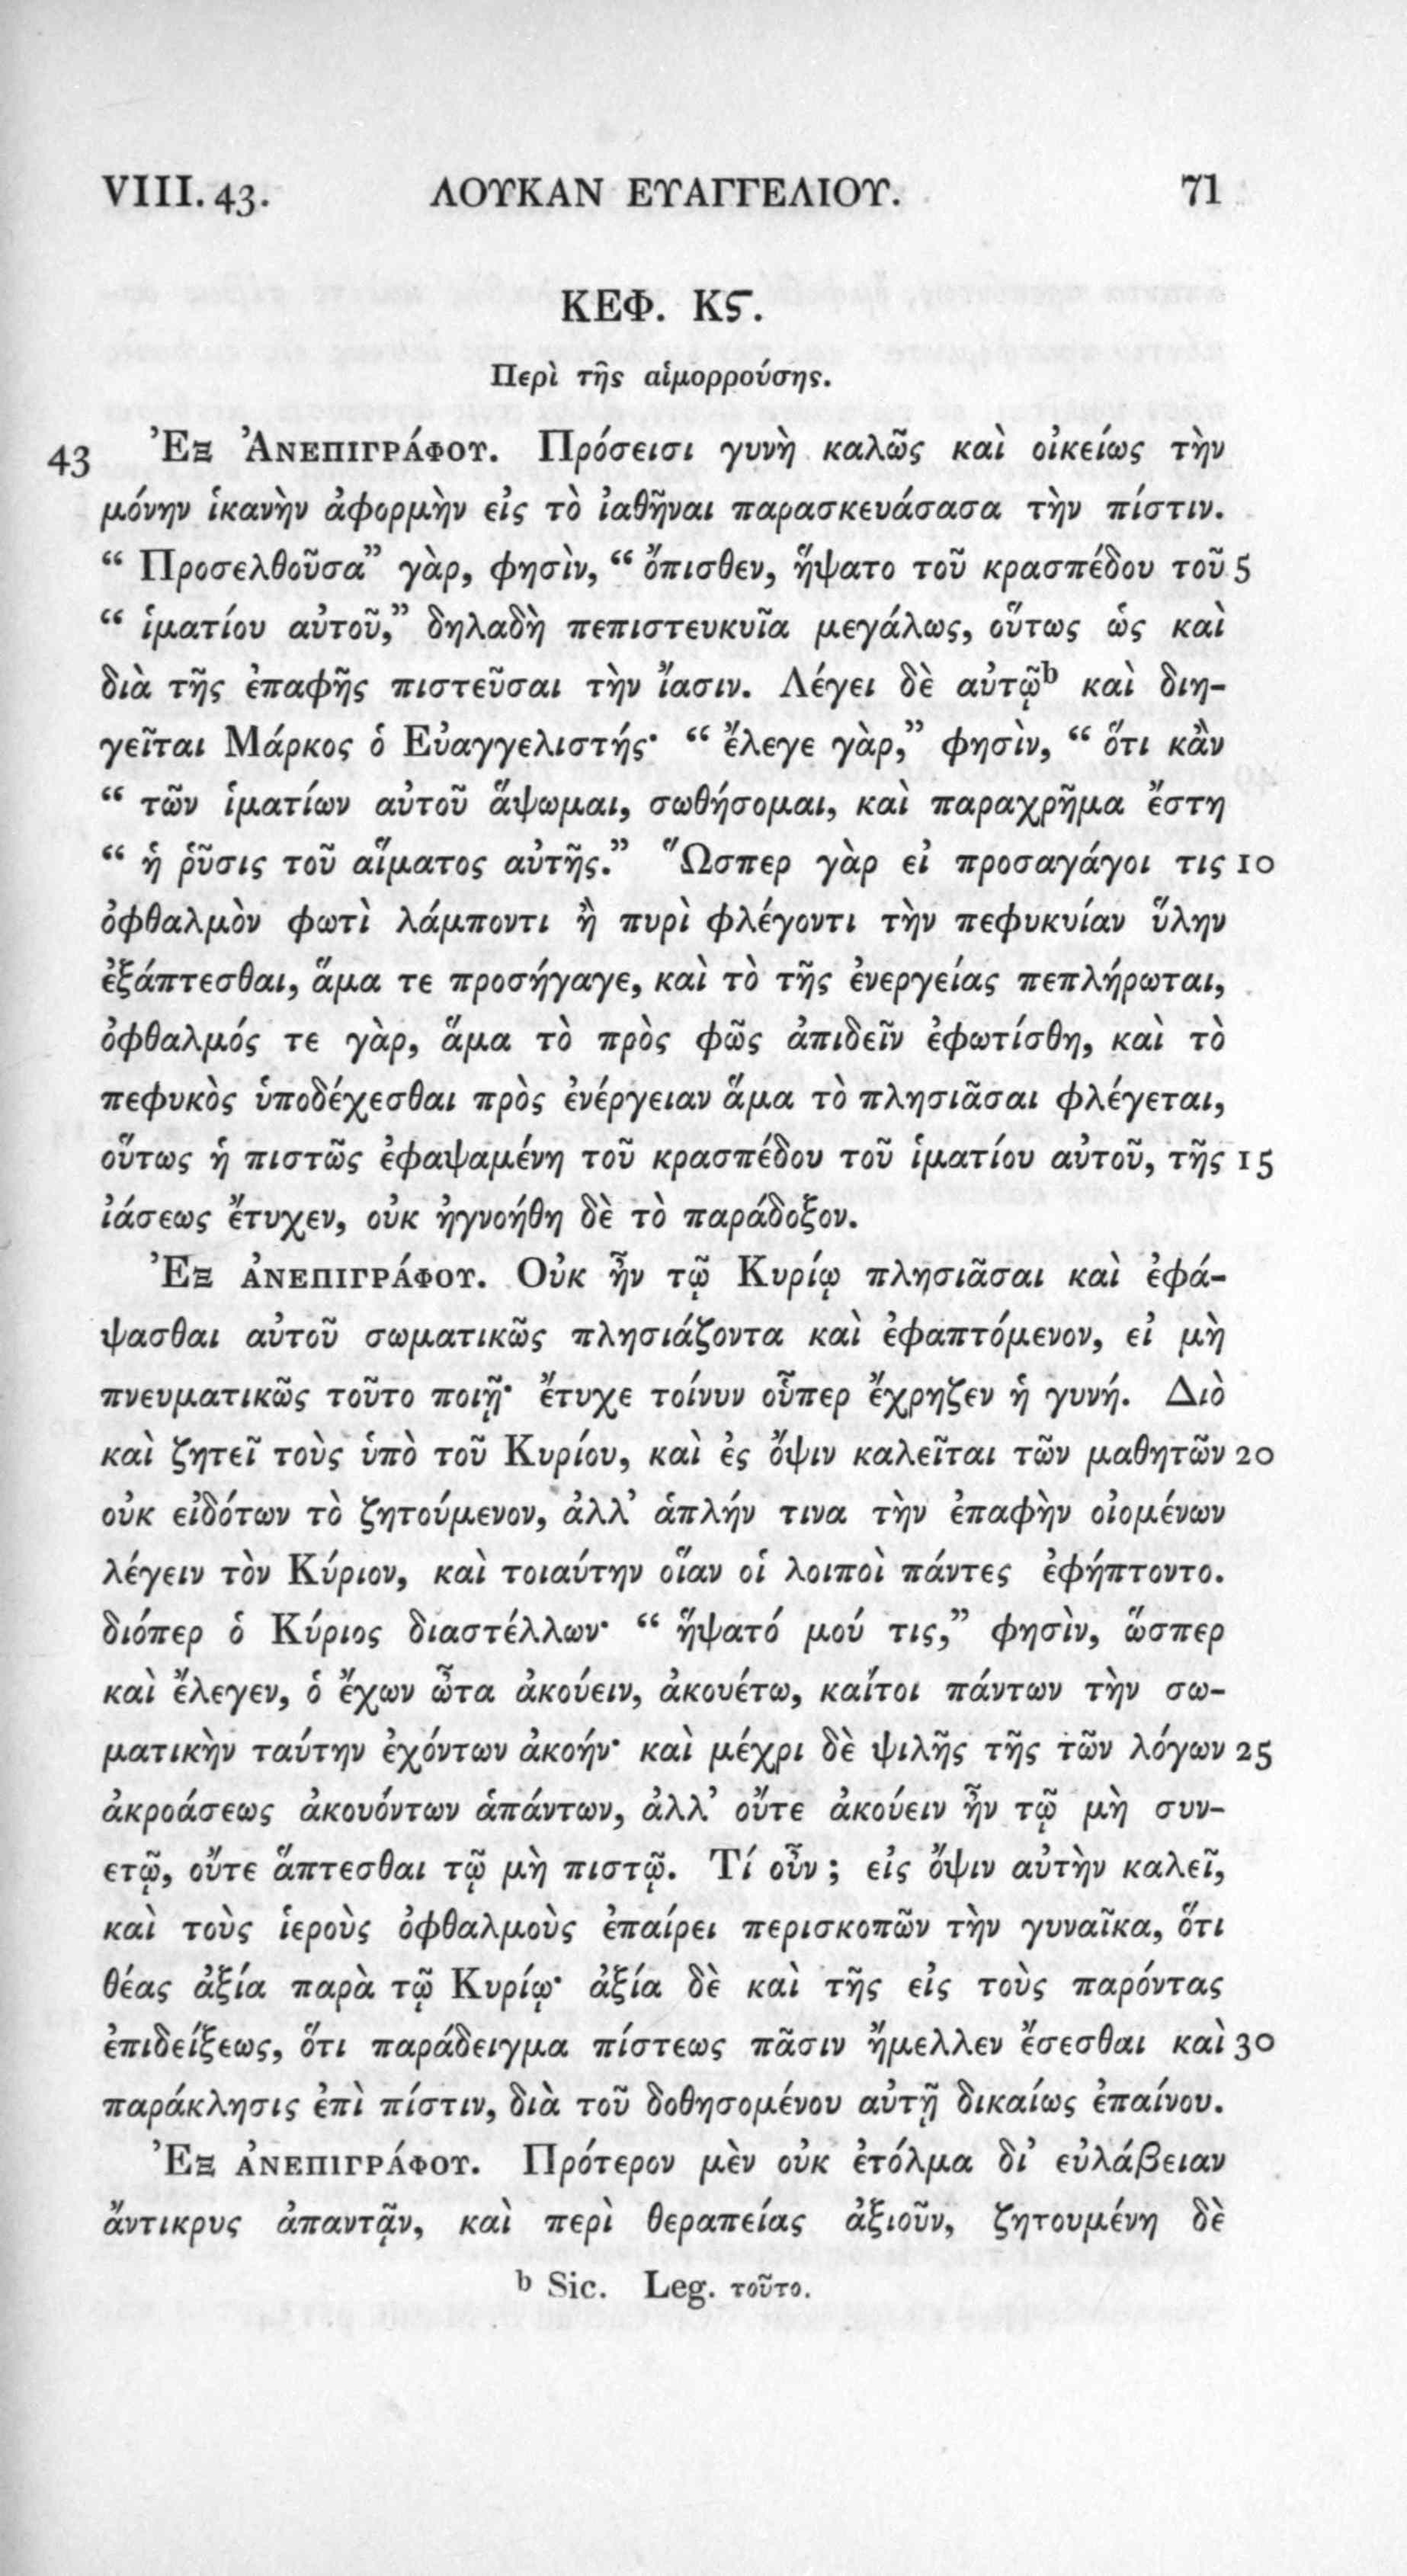 VIII. 43. ΛΟΥΚΑΝ ΕΥΑΓΓΕΛΙΟΥ. 71
ΚΕΦ. Κϛ.
Περὶ τῆς αἱμορρούσης.
43 Ἐξ Ἀνεπιγράφου. Πρόσεισι γυνὴ καλῶς καὶ οἰκείως τὴν
μόνην ἱκανὴν ἀφορμὴν εἰς τὸ ἰαθῆναι παρασκευάσασα τὴν πίστιν.
“ Προσελθοῦσα” γὰρ, φησὶν, “ ὄπισθεν, ἥψατο τοῦ κρασπέδου τοῦ 5
“ ἱματίου αὐτοῦ,” δηλαδὴ πεπιστευκυῖα μεγάλως, οὕτως ὡς καὶ
διὰ τῆς ἐπαφῆς πιστεῦσαι τὴν ἴασιν. Λέγει δὲ αὐτῷᵇ καὶ διη-
γεῖται Μάρκος ὁ Εὐαγγελιστής· “ ἔλεγε γὰρ,” φησὶν, “ ὅτι κἂν
“ τῶν ἱματίων αὐτοῦ ἅψωμαι, σωθήσομαι, καὶ παραχρῆμα ἔστη
“ ἡ ῥῦσις τοῦ αἵματος αὐτῆς.” Ὥσπερ γὰρ εἰ προσαγάγοι τις 10
ὀφθαλμὸν φωτὶ λάμποντι ἢ πυρὶ φλέγοντι τὴν πεφυκυίαν ὕλην
ἐξάπτεσθαι, ἅμα τε προσήγαγε, καὶ τὸ τῆς ἐνεργείας πεπλήρωται,
ὀφθαλμός τε γὰρ, ἅμα τὸ πρὸς φῶς ἀπιδεῖν ἐφωτίσθη, καὶ τὸ
πεφυκὸς ὑποδέχεσθαι πρὸς ἐνέργειαν ἅμα τὸ πλησιᾶσαι φλέγεται,
οὕτως ἡ πιστῶς ἐφαψαμένη τοῦ κρασπέδου τοῦ ἱματίου αὐτοῦ, τῆς 15
ἰάσεως ἔτυχεν, οὐκ ἠγνοήθη δὲ τὸ παράδοξον.
Ἐξ ἀνεπιγράφου. Οὐκ ἦν τῷ Κυρίῳ πλησιᾶσαι καὶ ἐφά-
ψασθαι αὐτοῦ σωματικῶς πλησιάζοντα καὶ ἐφαπτόμενον, εἰ μὴ
πνευματικῶς τοῦτο ποιῇ· ἔτυχε τοίνυν οὗπερ ἔχρηζεν ἡ γυνή. Διὸ
καὶ ζητεῖ τοὺς ὑπὸ τοῦ Κυρίου, καὶ ἐς ὄψιν καλεῖται τῶν μαθητῶν 20
οὐκ εἰδότων τὸ ζητούμενον, ἀλλ’ ἁπλήν τινα τὴν ἐπαφὴν οἰομένων
λέγειν τὸν Κύριον, καὶ τοιαύτην οἵαν οἱ λοιποὶ πάντες ἐφήπτοντο.
διόπερ ὁ Κύριος διαστέλλων· “ ἥψατό μού τις,” φησὶν, ὥσπερ
καὶ ἔλεγεν, ὁ ἔχων ὦτα ἀκούειν, ἀκουέτω, καίτοι πάντων τὴν σω-
ματικὴν ταύτην ἐχόντων ἀκοήν· καὶ μέχρι δὲ ψιλῆς τῆς τῶν λόγων 25
ἀκροάσεως ἀκουόντων ἁπάντων, ἀλλ’ οὔτε ἀκούειν ἦν τῷ μὴ συν-
ετῷ, οὔτε ἅπτεσθαι τῷ μὴ πιστῷ. Τί οὖν ; εἰς ὄψιν αὐτὴν καλεῖ,
καὶ τοὺς ἱεροὺς ὀφθαλμοὺς ἐπαίρει περισκοπῶν τὴν γυναῖκα, ὅτι
θέας ἀξία παρὰ τῷ Κυρίῳ· ἀξία δὲ καὶ τῆς εἰς τοὺς παρόντας
ἐπιδείξεως, ὅτι παράδειγμα πίστεως πᾶσιν ἤμελλεν ἔσεσθαι καὶ 30
παράκλησις ἐπὶ πίστιν, διὰ τοῦ δοθησομένου αὐτῇ δικαίως ἐπαίνου.
Ἐξ ἀνεπιγράφου. Πρότερον μὲν οὐκ ἐτόλμα δι’ εὐλάβειαν
ἄντικρυς ἀπαντᾷν, καὶ περὶ θεραπείας ἀξιοῦν, ζητουμένη δὲ
ᵇ Sic. Leg. τοῦτο.